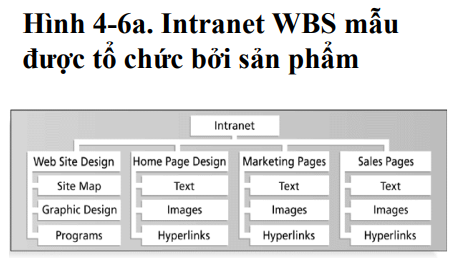 Hình 4-6a. Intranet WBS mẫu
được tổ chức bởi sản phẩm
Intranet
Web Site Design
Home Page Design
Marketing Pages
Sales Pages
Site Map
Text
Text
Text
Graphic Design
Images
Images
Images
Programs
Hyperlinks
Hyperlinks
Hyperlinks